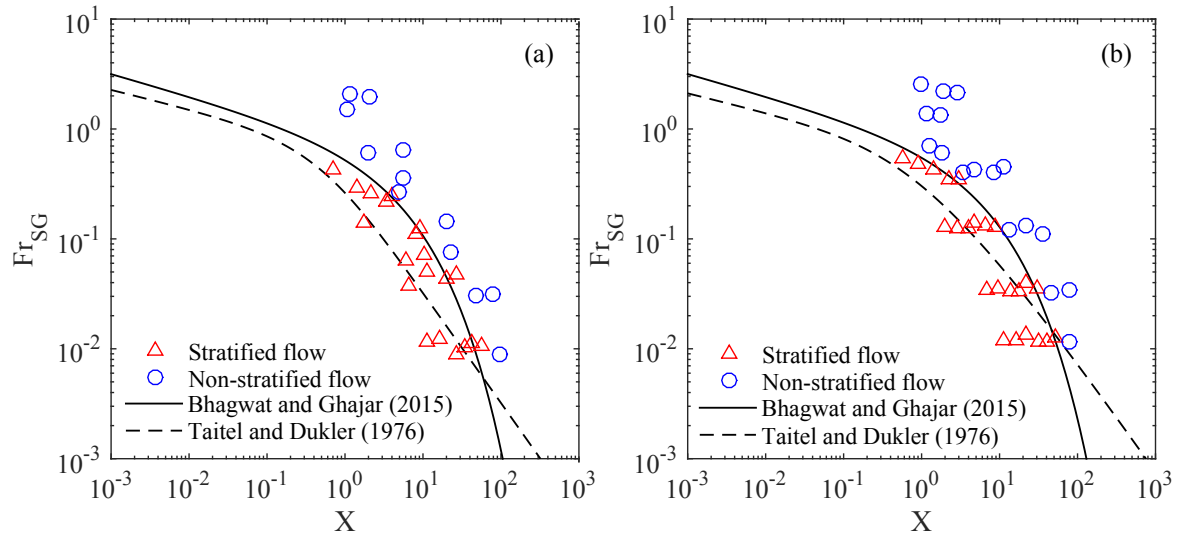 (a)
Fr_SG
10^1
10^0
10^-1
10^-2
10^-3
Stratified flow
Non-stratified flow
Bhagwat and Ghajar (2015)
Taitel and Dukler (1976)
10^-3 10^-2 10^-1 10^0 10^1 10^2 10^3
X
(b)
Fr_SG
10^1
10^0
10^-1
10^-2
10^-3
Stratified flow
Non-stratified flow
Bhagwat and Ghajar (2015)
Taitel and Dukler (1976)
10^-3 10^-2 10^-1 10^0 10^1 10^2 10^3
X